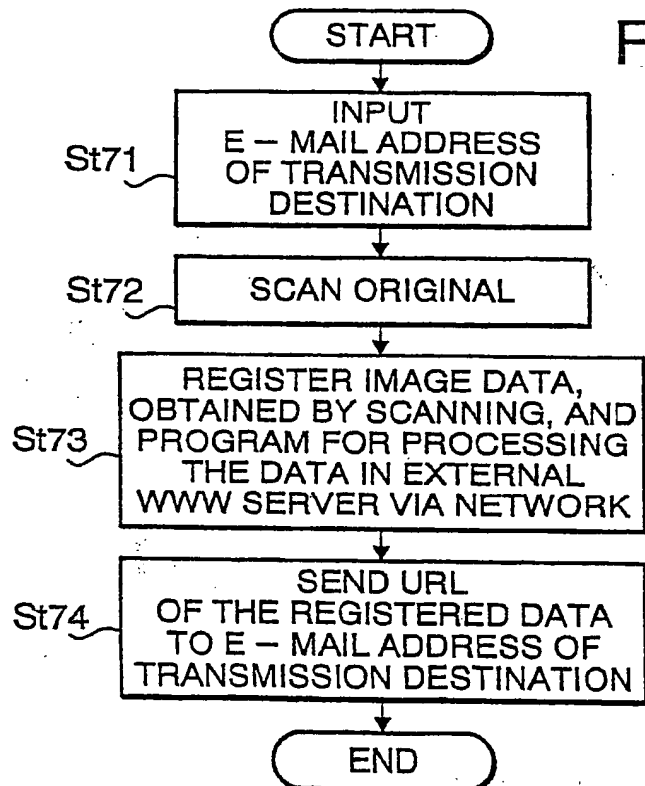 START
F
INPUT
E – MAIL ADDRESS
OF TRANSMISSION
DESTINATION
St71
SCAN ORIGINAL
St72
REGISTER IMAGE DATA,
OBTAINED BY SCANNING, AND
PROGRAM FOR PROCESSING
THE DATA IN EXTERNAL
WWW SERVER VIA NETWORK
St73
SEND URL
OF THE REGISTERED DATA
TO E – MAIL ADDRESS OF
TRANSMISSION DESTINATION
St74
END